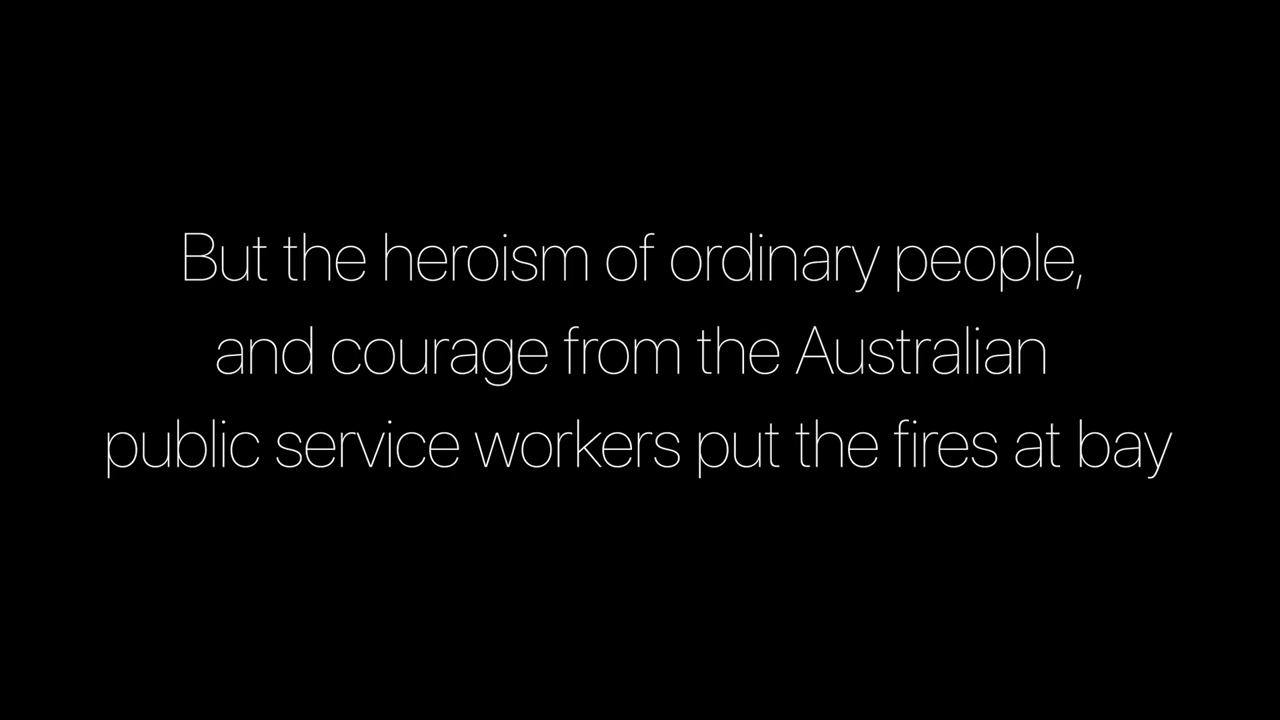 But the heroism of ordinary people,
and courage from the Australian
public service workers put the fires at bay